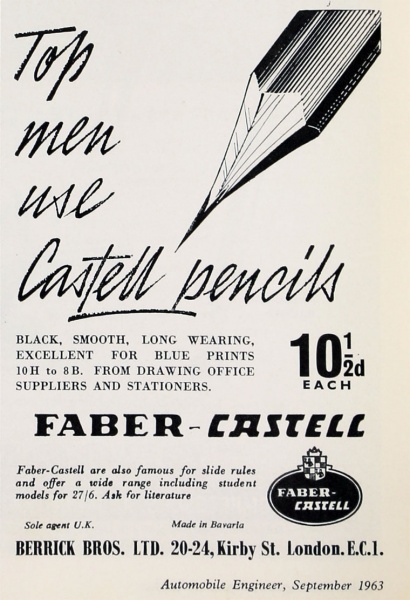 Top
men
use
Castell pencils
BLACK, SMOOTH, LONG WEARING,
EXCELLENT FOR BLUE PRINTS
10H to 8B. FROM DRAWING OFFICE
SUPPLIERS AND STATIONERS.
10½d
EACH
FABER-CASTELL
Faber-Castell are also famous for slide rules
and offer a wide range including student
models for 27/6. Ask for literature
FABER-
CASTELL
Sole agent U.K. Made in Bavaria
BERRICK BROS. LTD. 20-24, Kirby St. London. E.C.1.
Automobile Engineer, September 1963